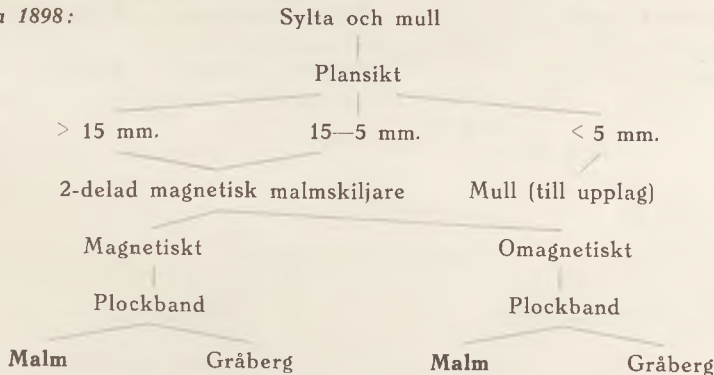 1898:
Sylta och mull
Plansikt
> 15 mm. 15—5 mm. < 5 mm.
2-delad magnetisk malmskiljare Mull (till upplag)
Magnetiskt Omagnetiskt
Plockband Plockband
Malm Gråberg Malm Gråberg